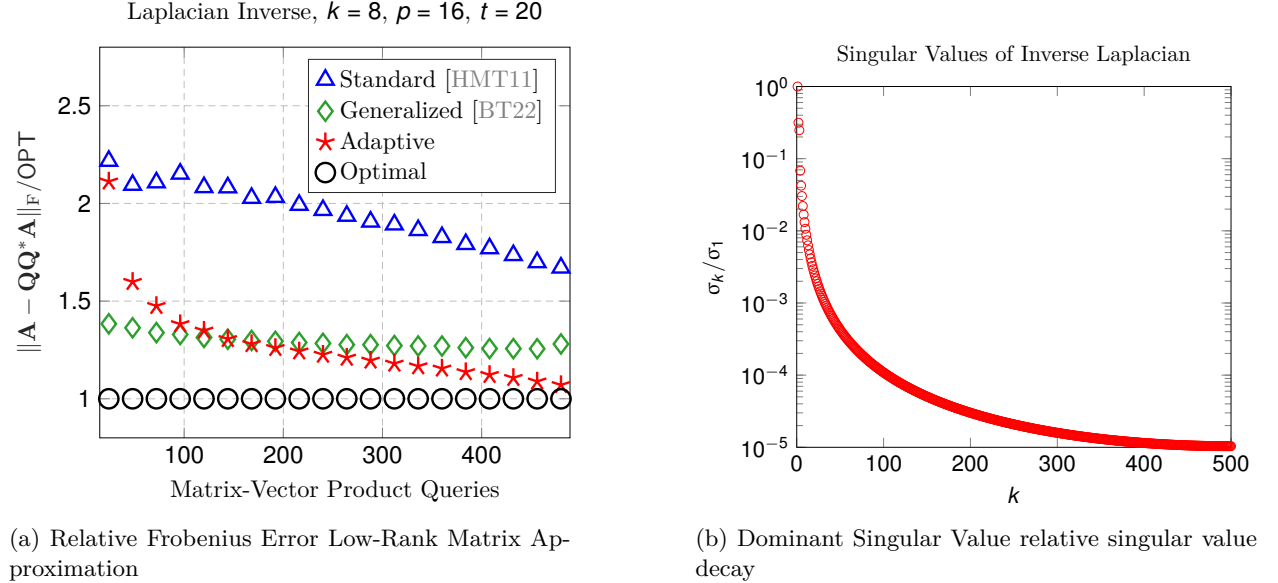 Laplacian Inverse, k = 8, p = 16, t = 20
‖A − QQ*A‖F/OPT
2.5
2
1.5
1
Standard [HMT11]
Generalized [BT22]
Adaptive
Optimal
100 200 300 400
Matrix-Vector Product Queries
(a) Relative Frobenius Error Low-Rank Matrix Ap-
proximation
Singular Values of Inverse Laplacian
σk/σ1
10^0
10^-1
10^-2
10^-3
10^-4
10^-5
0 100 200 300 400 500
k
(b) Dominant Singular Value relative singular value
decay